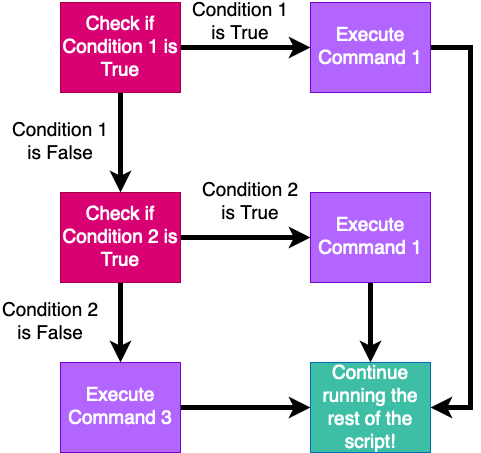 Check if
Condition 1 is
True
Condition 1
is True
Execute
Command 1
Condition 1
is False
Check if
Condition 2 is
True
Condition 2
is True
Execute
Command 1
Condition 2
is False
Execute
Command 3
Continue
running the
rest of the
script!